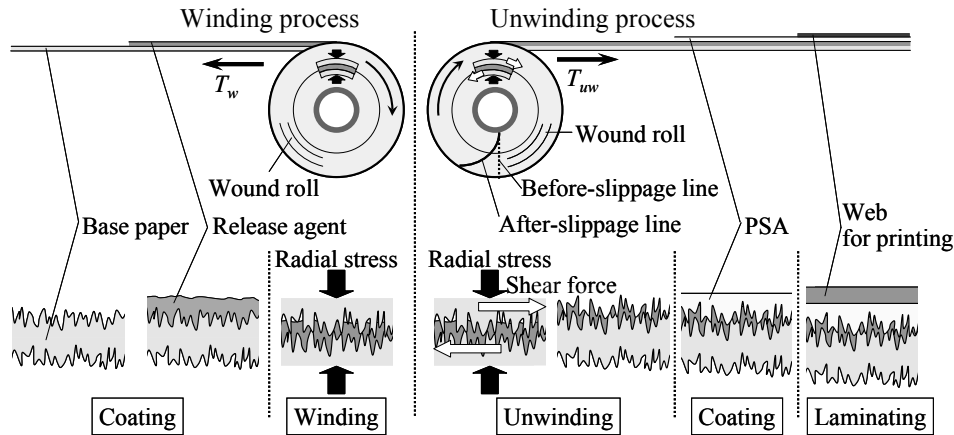 Winding process
Unwinding process
T_w
T_uw
Wound roll
Wound roll
Before-slippage line
After-slippage line
Base paper
Release agent
PSA
Web
for printing
Radial stress
Radial stress
Shear force
Coating
Winding
Unwinding
Coating
Laminating